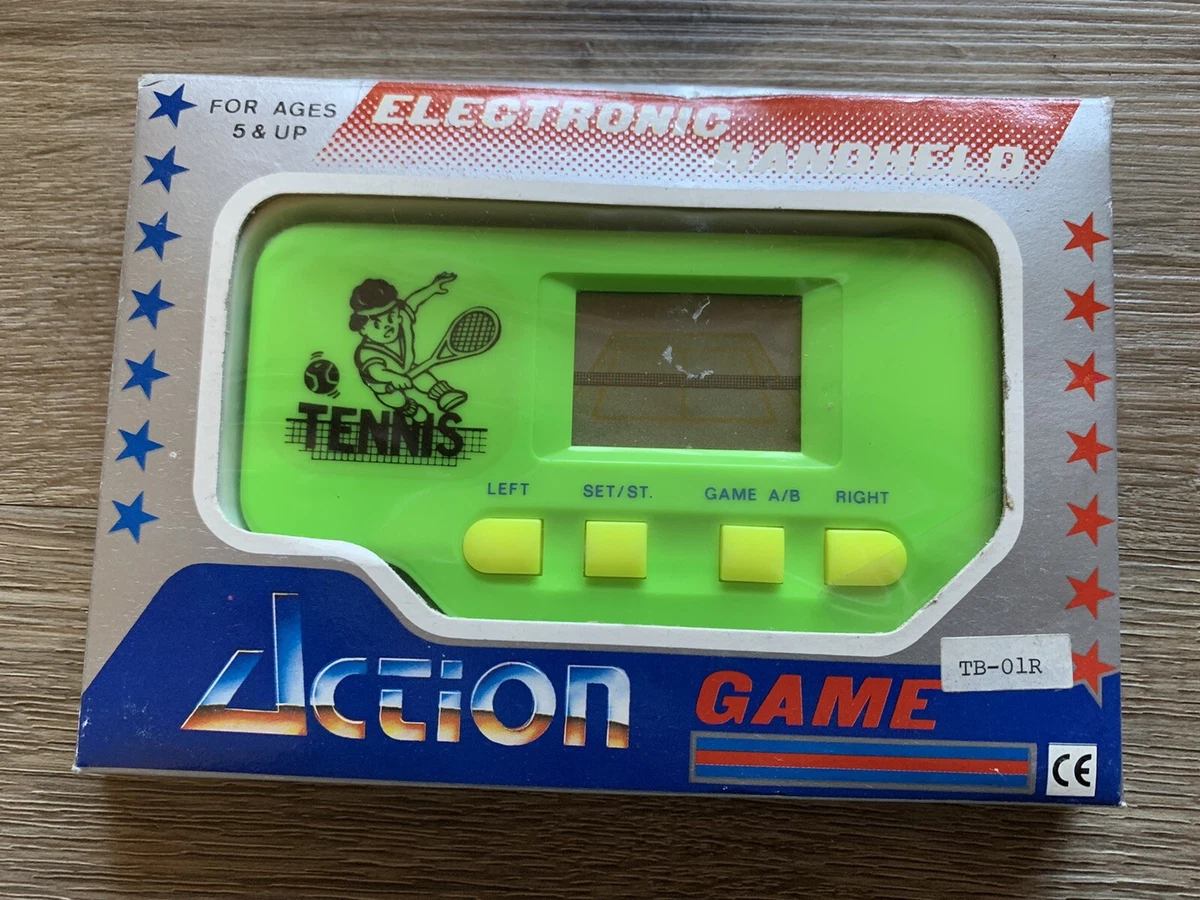 FOR AGES
5 & UP
ELECTRONIC
HANDHELD
TENNIS
LEFT SET/ST. GAME A/B RIGHT
Action
GAME
TB-01R
CE